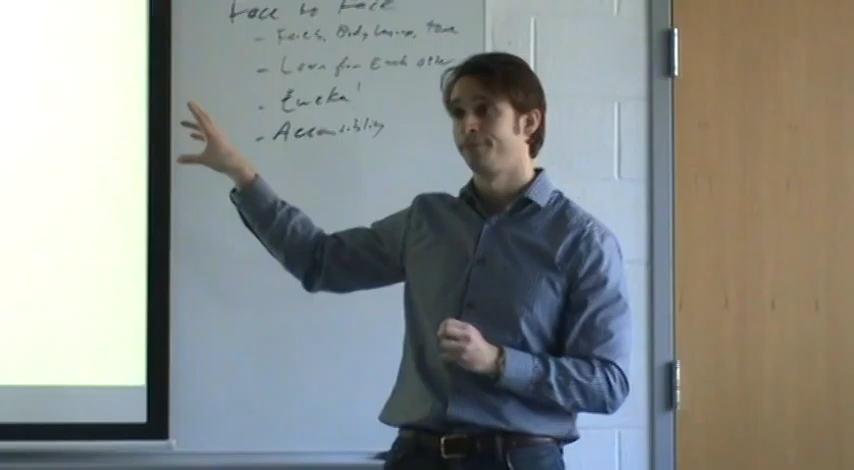 Face to Face
- Faces, Body language, tone
- Learn from Each other
- Eureka!
- Accessibility